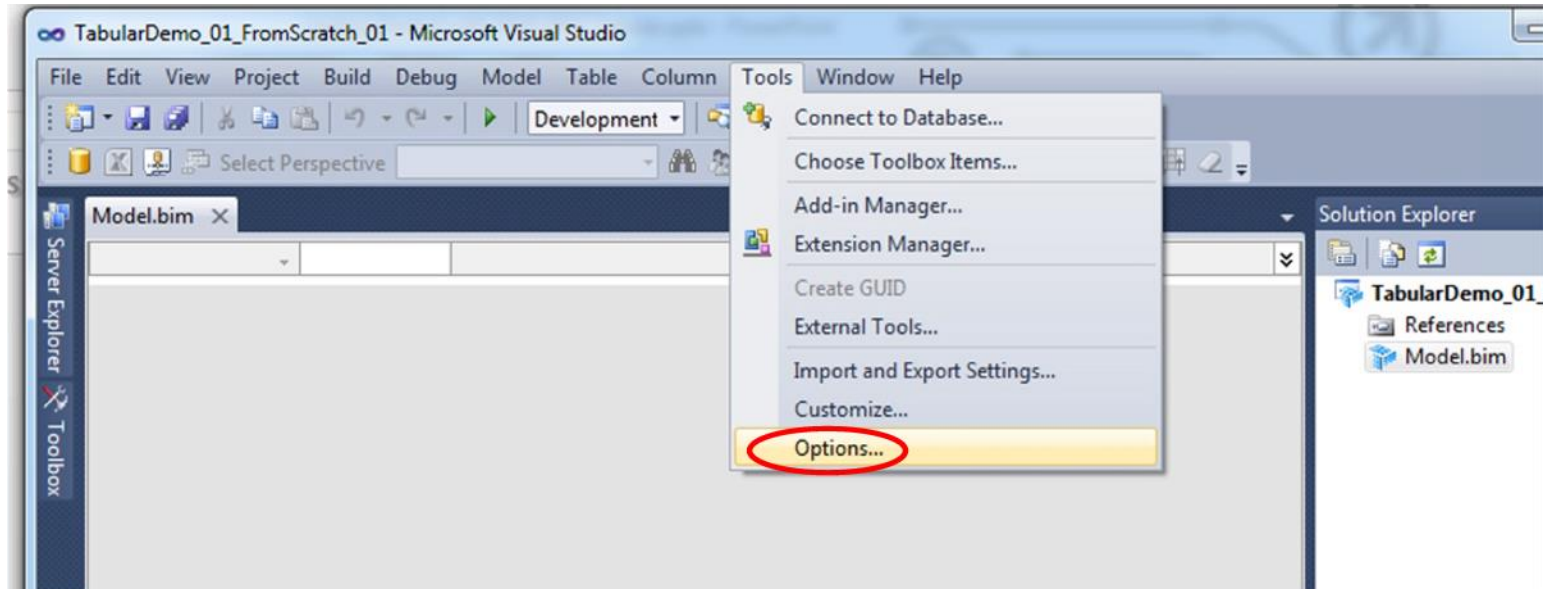 TabularDemo_01_FromScratch_01 - Microsoft Visual Studio
File Edit View Project Build Debug Model Table Column Tools Window Help
Development
Select Perspective
Connect to Database...
Choose Toolbox Items...
Add-in Manager...
Extension Manager...
Create GUID
External Tools...
Import and Export Settings...
Customize...
Options...
Server Explorer
Toolbox
Model.bim
Solution Explorer
TabularDemo_01_
References
Model.bim